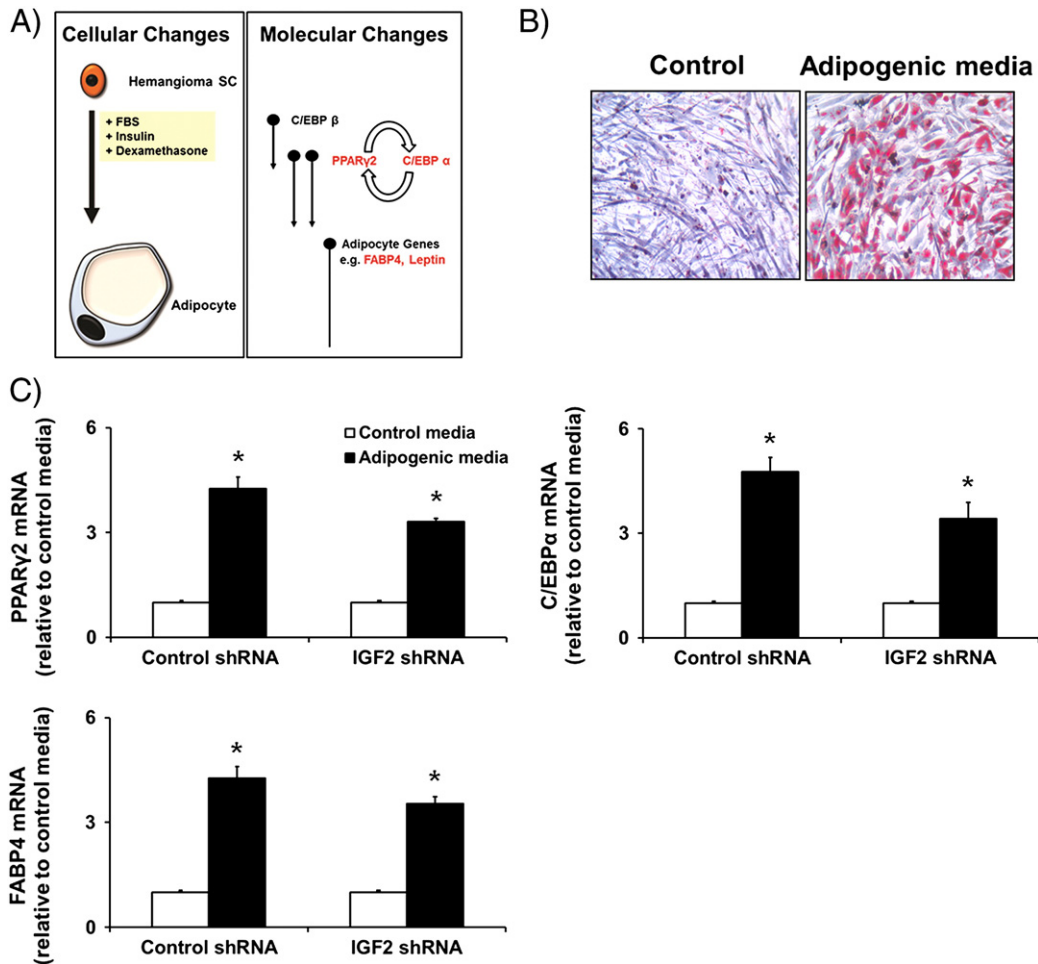 A)
Cellular Changes
Hemangioma SC
+ FBS
+ Insulin
+ Dexamethasone
Adipocyte
Molecular Changes
C/EBP β
PPARγ2
C/EBP α
Adipocyte Genes
e.g. FABP4, Leptin
B)
Control
Adipogenic media
C)
PPARγ2 mRNA
(relative to control media)
6
3
0
Control media
Adipogenic media
*
*
Control shRNA
IGF2 shRNA
C/EBPα mRNA
(relative to control media)
6
3
0
*
*
Control shRNA
IGF2 shRNA
FABP4 mRNA
(relative to control media)
6
3
0
*
*
Control shRNA
IGF2 shRNA